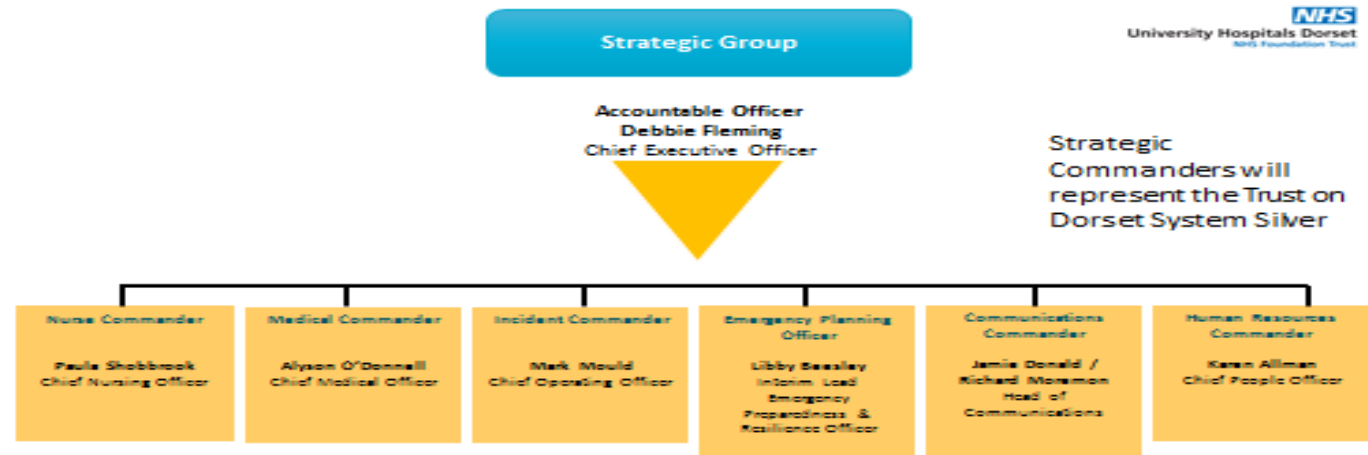 Strategic Group
NHS
University Hospitals Dorset
NHS Foundation Trust
Accountable Officer
Debbie Fleming
Chief Executive Officer
Strategic
Commanders will
represent the Trust on
Dorset System Silver
Nurse Commander
Paula Shobbrook
Chief Nursing Officer
Medical Commander
Alyson O'Donnell
Chief Medical Officer
Incident Commander
Mark Mould
Chief Operating Officer
Emergency Planning
Officer
Libby Beesley
Interim Lead
Emergency
Preparedness &
Resilience Officer
Communications
Commander
Jamie Donald /
Richard
Head of
Communications
Human Resources
Commander
Karen Allman
Chief People Officer